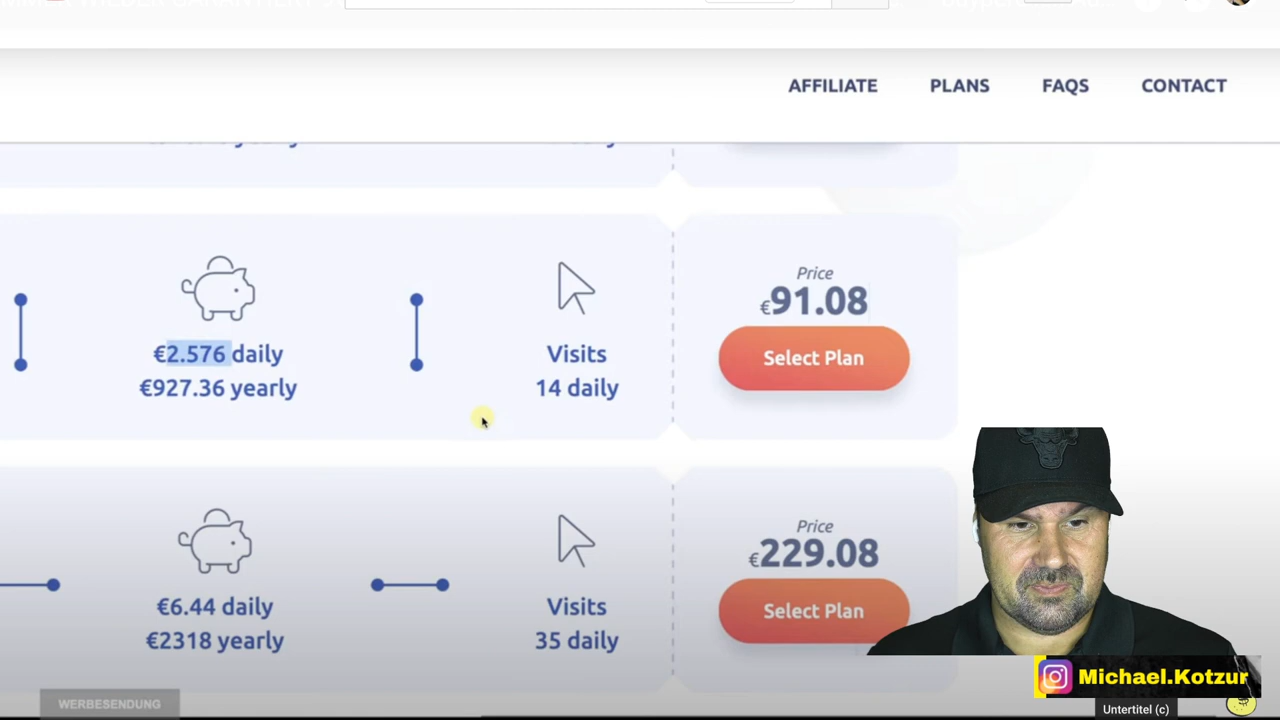 AFFILIATE PLANS FAQS CONTACT
Price
€91.08
€2.576 daily
Visits
Select Plan
€927.36 yearly
14 daily
Price
€229.08
€6.44 daily
Visits
Select Plan
€2318 yearly
35 daily
Michael.Kotzur
WERBESENDUNG
Untertitel (c)